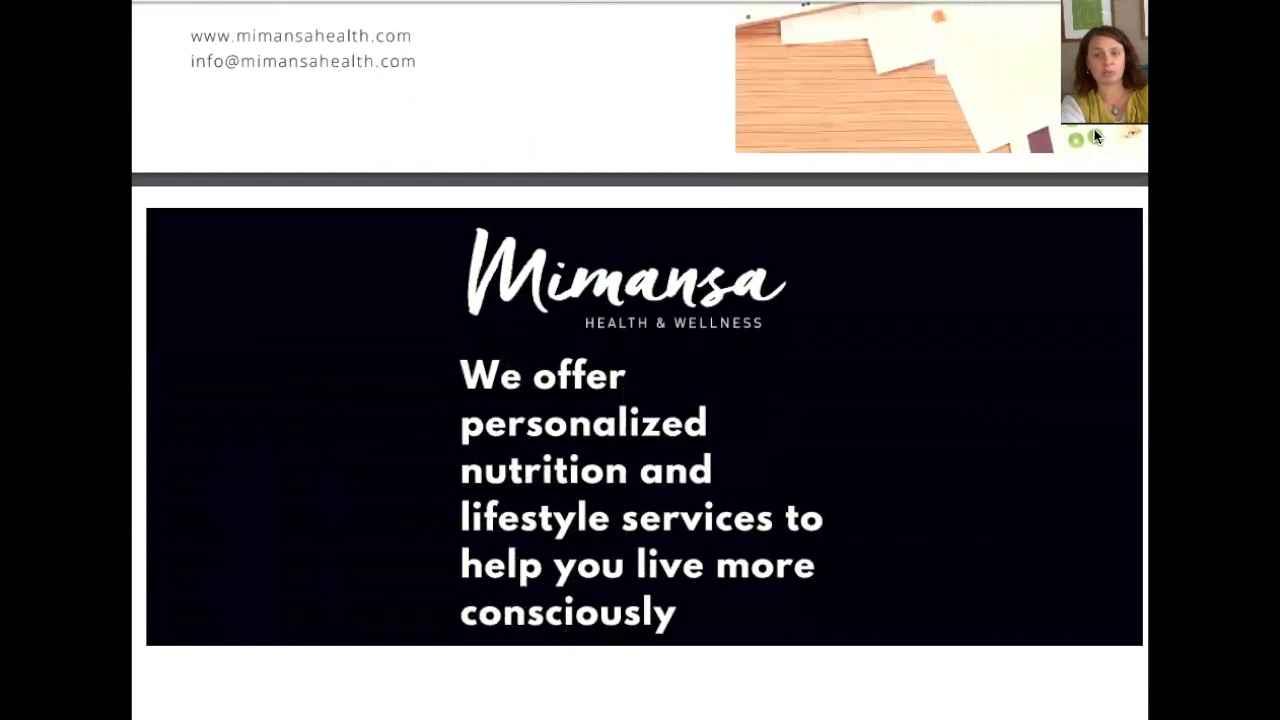 www.mimansahealth.com
info@mimansahealth.com
Mimansa
HEALTH & WELLNESS
We offer
personalized
nutrition and
lifestyle services to
help you live more
consciously